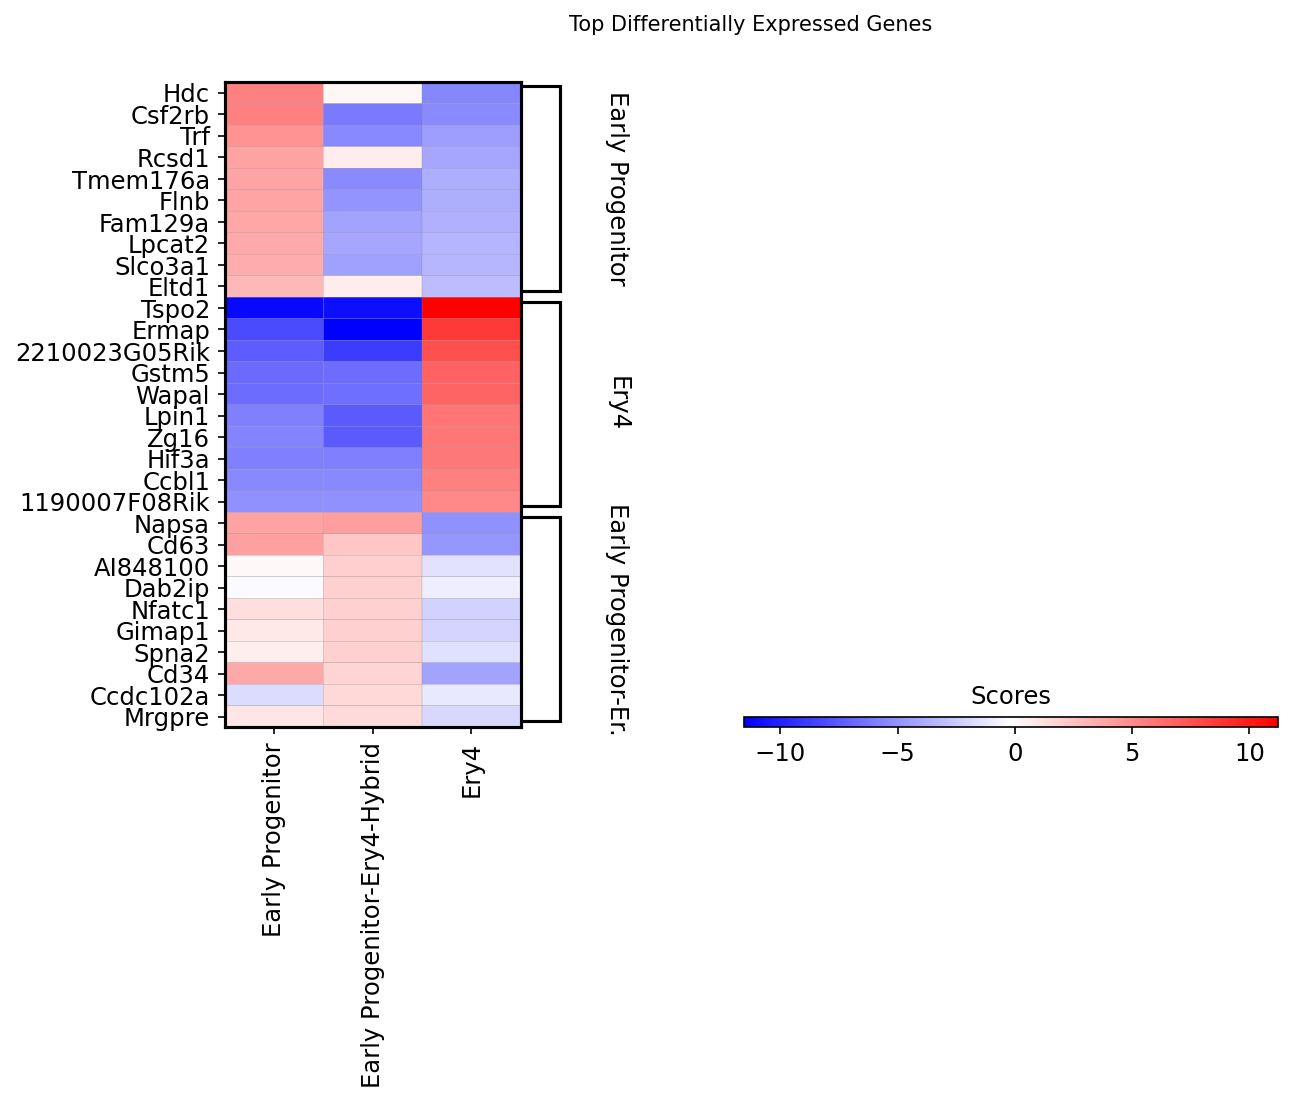 Top Differentially Expressed Genes
Hdc
Csf2rb
Trf
Rcsd1
Tmem176a
Flnb
Fam129a
Lpcat2
Slco3a1
Eltd1
Tspo2
Ermap
2210023G05Rik
Gstm5
Wapal
Lpin1
Zg16
Hif3a
Ccbl1
1190007F08Rik
Napsa
Cd63
AI848100
Dab2ip
Nfatc1
Gimap1
Spna2
Cd34
Ccdc102a
Mrgpre
Early Progenitor
Ery4
Early Progenitor-Er.
Early Progenitor
Early Progenitor-Ery4-Hybrid
Ery4
Scores
−10 −5 0 5 10